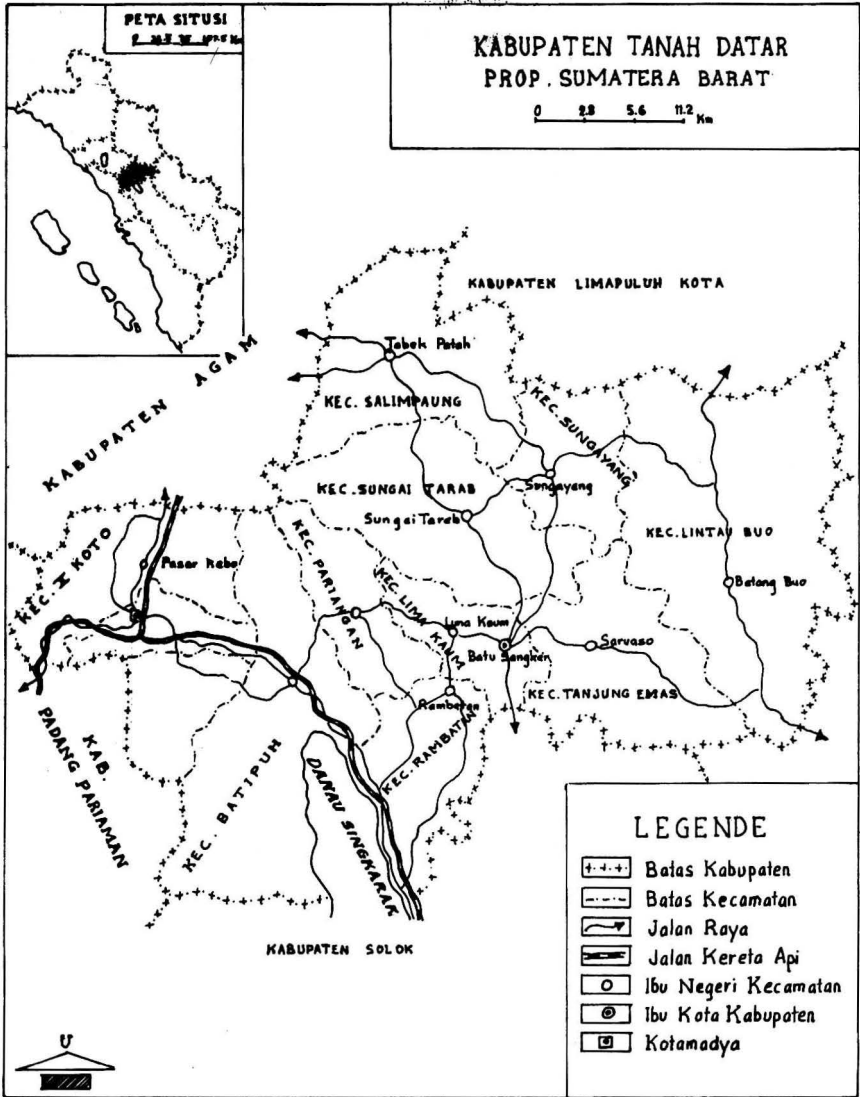 PETA SITUSI
KABUPATEN TANAH DATAR
PROP. SUMATERA BARAT
0 2.8 5.6 11.2 Km
KABUPATEN LIMAPULUH KOTA
KABUPATEN AGAM
Tabek Patah
KEC. SALIMPAUNG
KEC. SUNGAYANG
KEC. SUNGAI TARAB
Sungayang
Sungai Tarab
KEC. LINTAU BUO
KEC. X KOTO
Pasar Rebo
KEC. PARIANGAN
KEC. LIMA KAUM
Batang Buo
Lima Kaum
Batu Sangkar
Saruaso
KEC. TANJUNG EMAS
Rambatan
KEC. RAMBATAN
KAB.
PADANG PARIAMAN
KEC. BATIPUH
DANAU SINGKARAK
KABUPATEN SOLOK
LEGENDE
Batas Kabupaten
Batas Kecamatan
Jalan Raya
Jalan Kereta Api
Ibu Negeri Kecamatan
Ibu Kota Kabupaten
Kotamadya
U